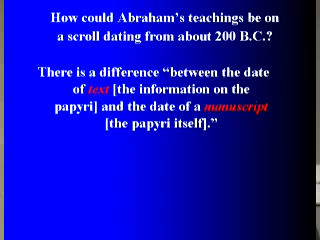 How could Abraham's teachings be on
a scroll dating from about 200 B.C.?
There is a difference “between the date
of text [the information on the
papyri] and the date of a manuscript
[the papyri itself].”